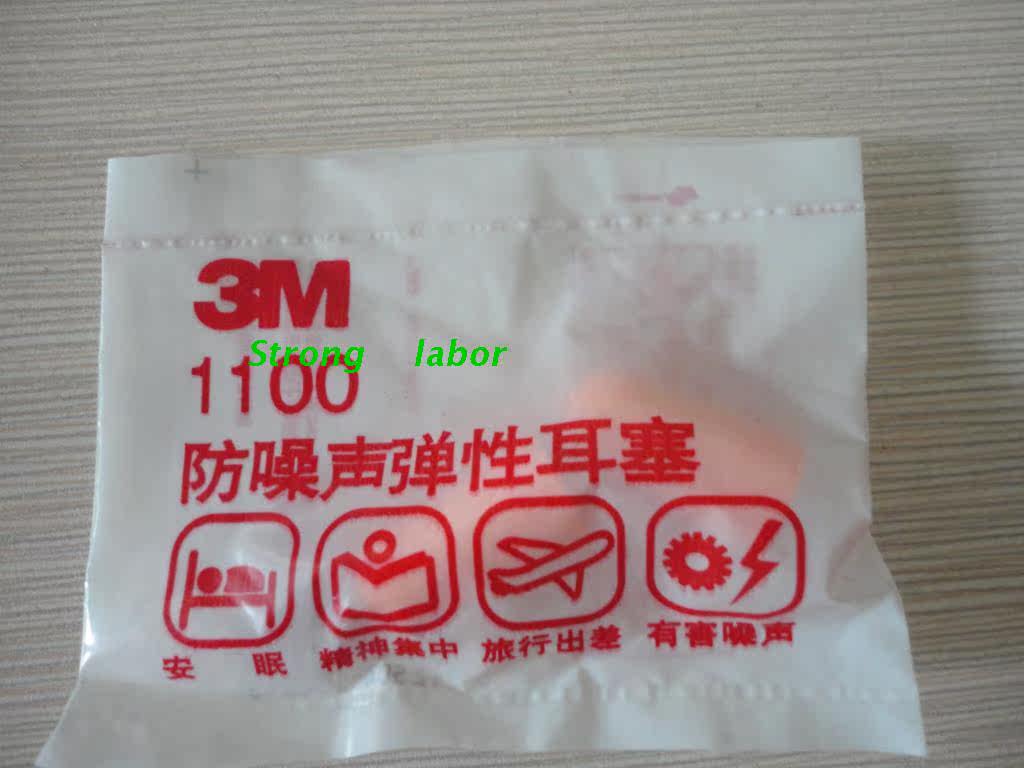 3M
Strong labor
1100
防噪声弹性耳塞
安 眠
精神集中
旅行出差
有害噪声